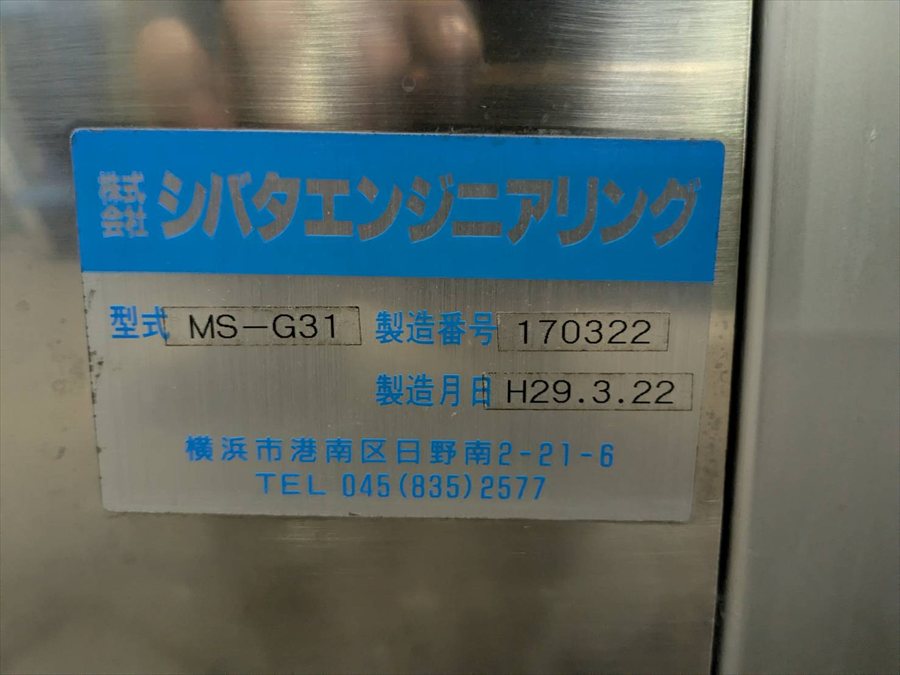 株式会社 シバタエンジニアリング
型式 MS-G31 製造番号 170322
製造月日 H29.3.22
横浜市港南区日野南2-21-6
TEL 045(835)2577